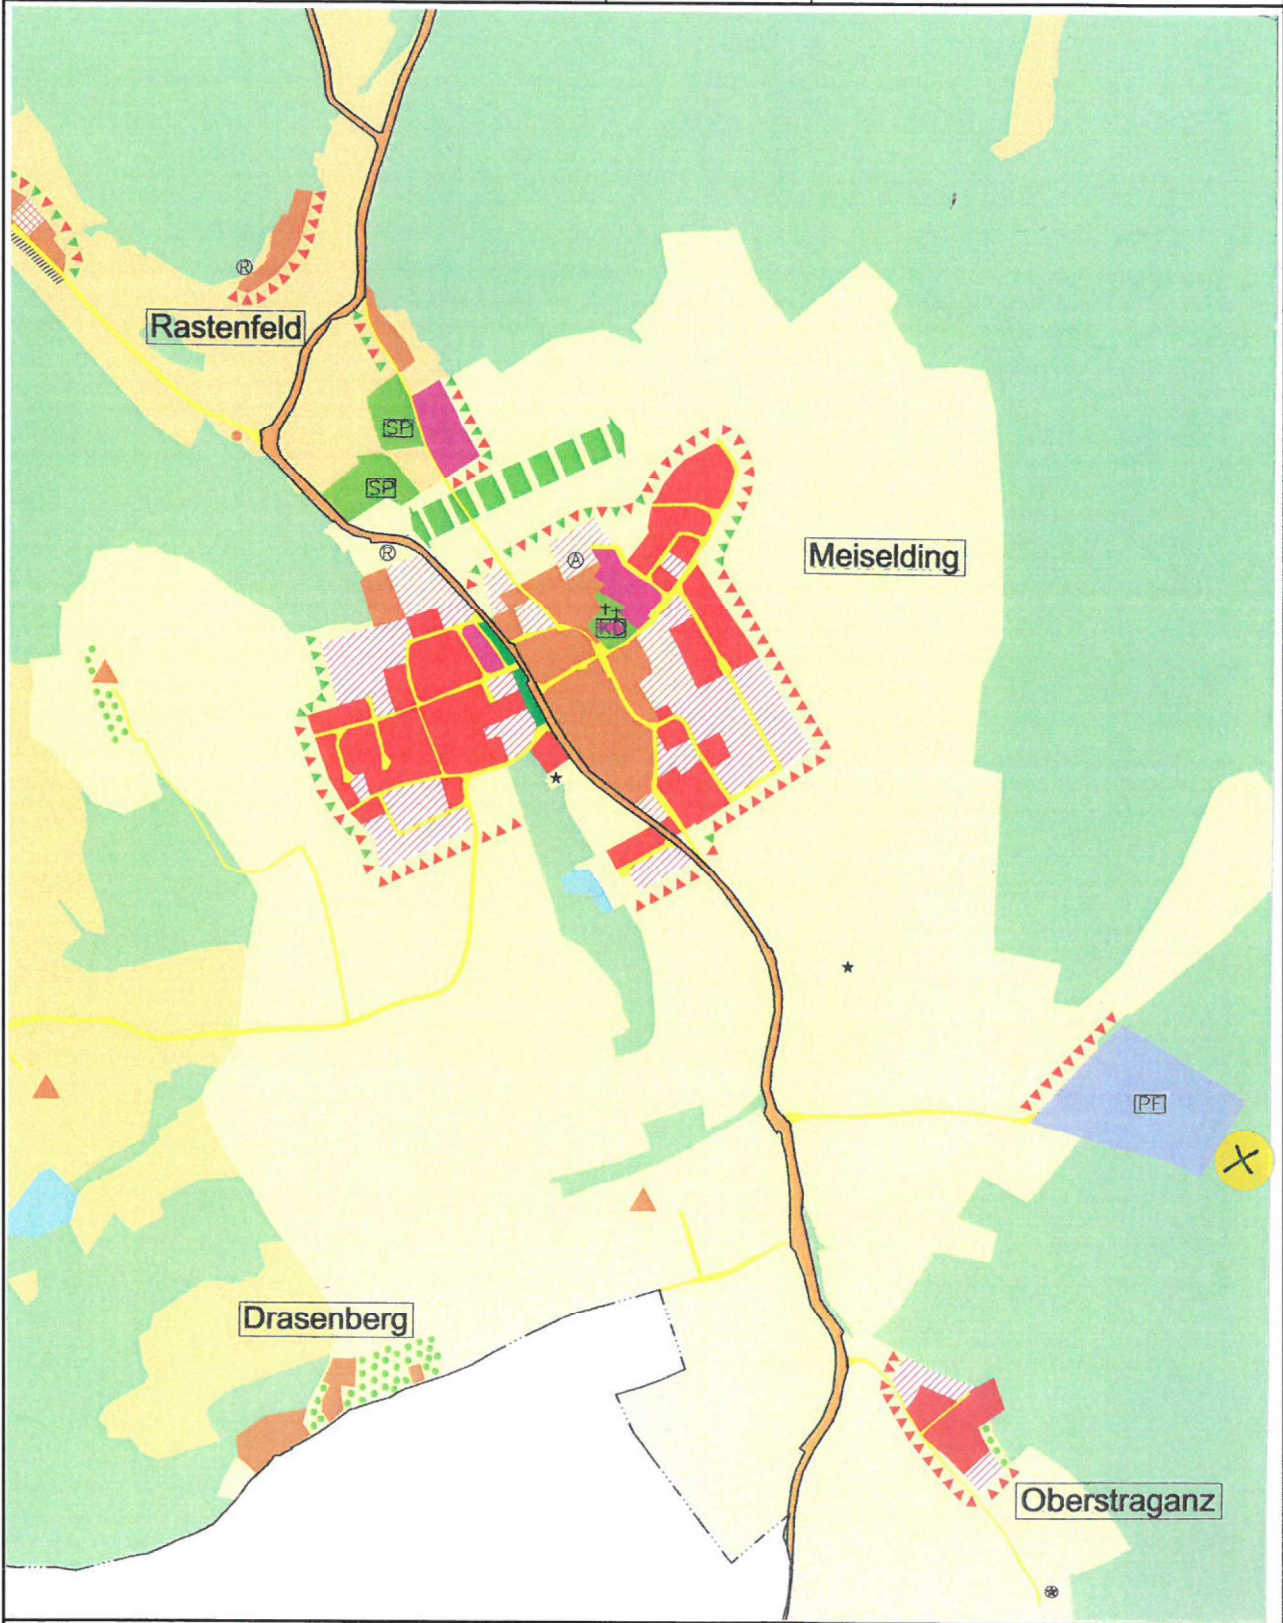 Rastenfeld
R
SP
SP
R
A
Meiselding
KD
PF
X
Drasenberg
Oberstraganz